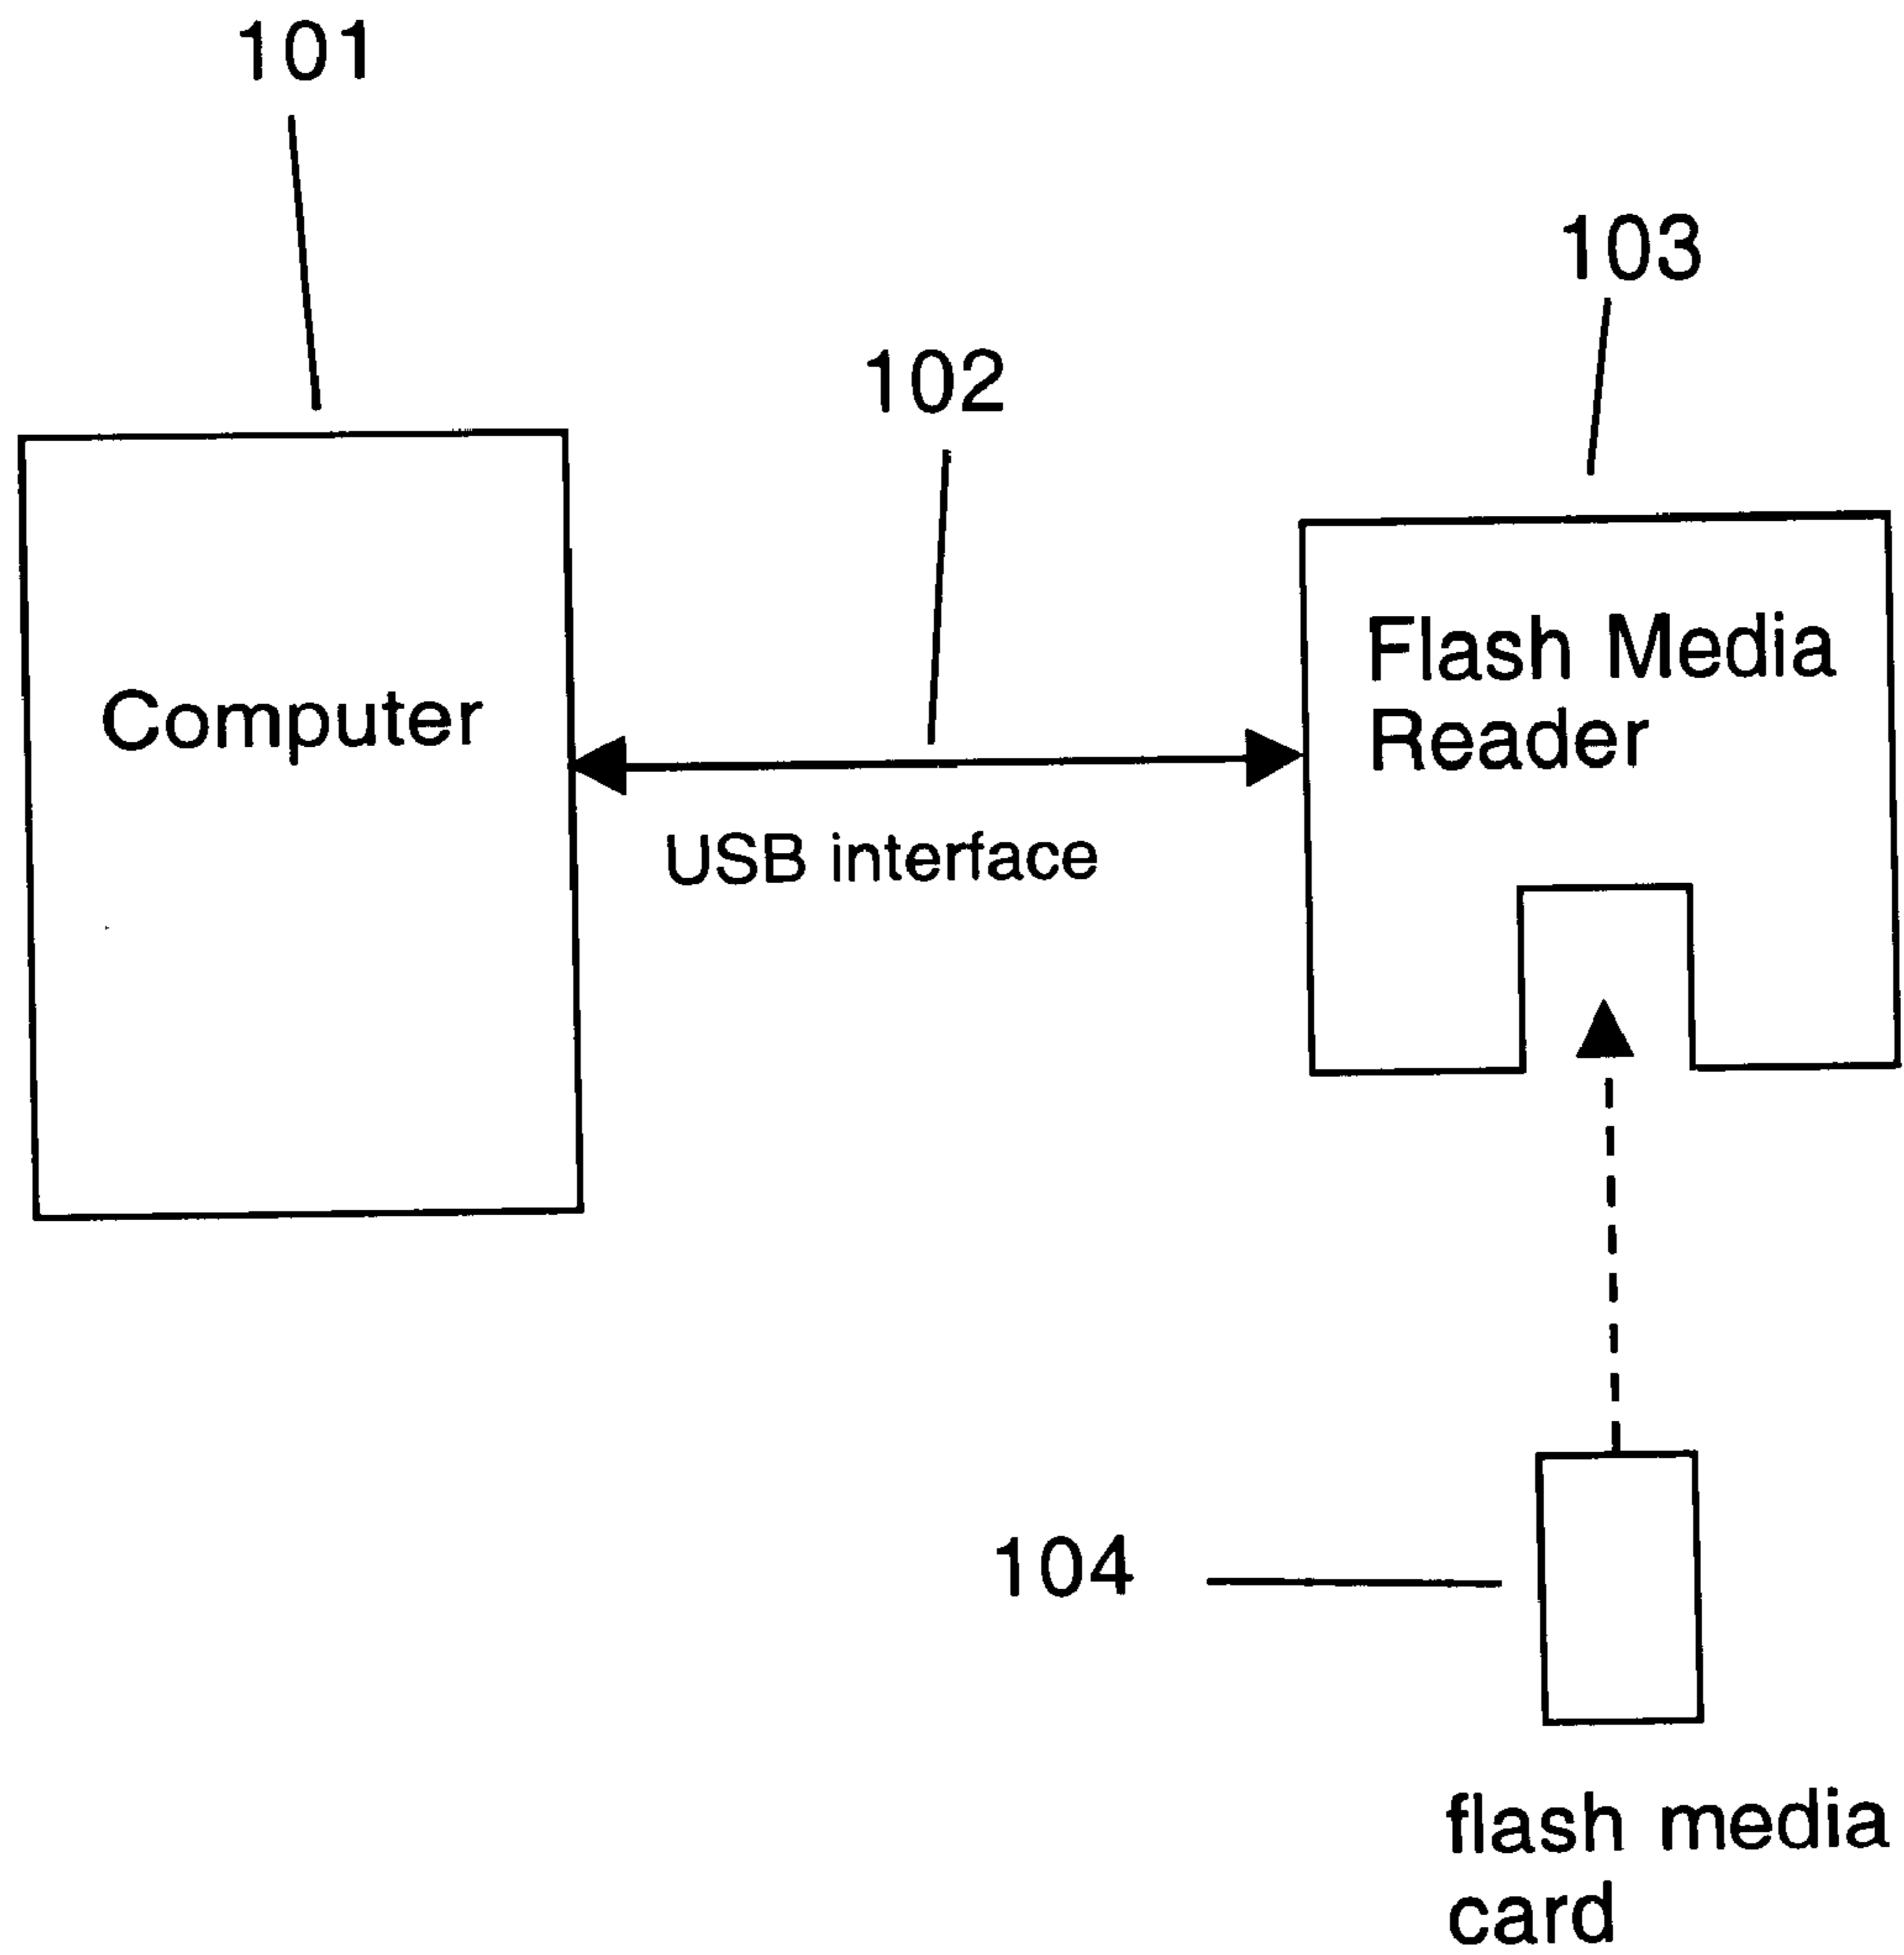 101
103
102
Computer
Flash Media
Reader
USB interface
104
flash media
card